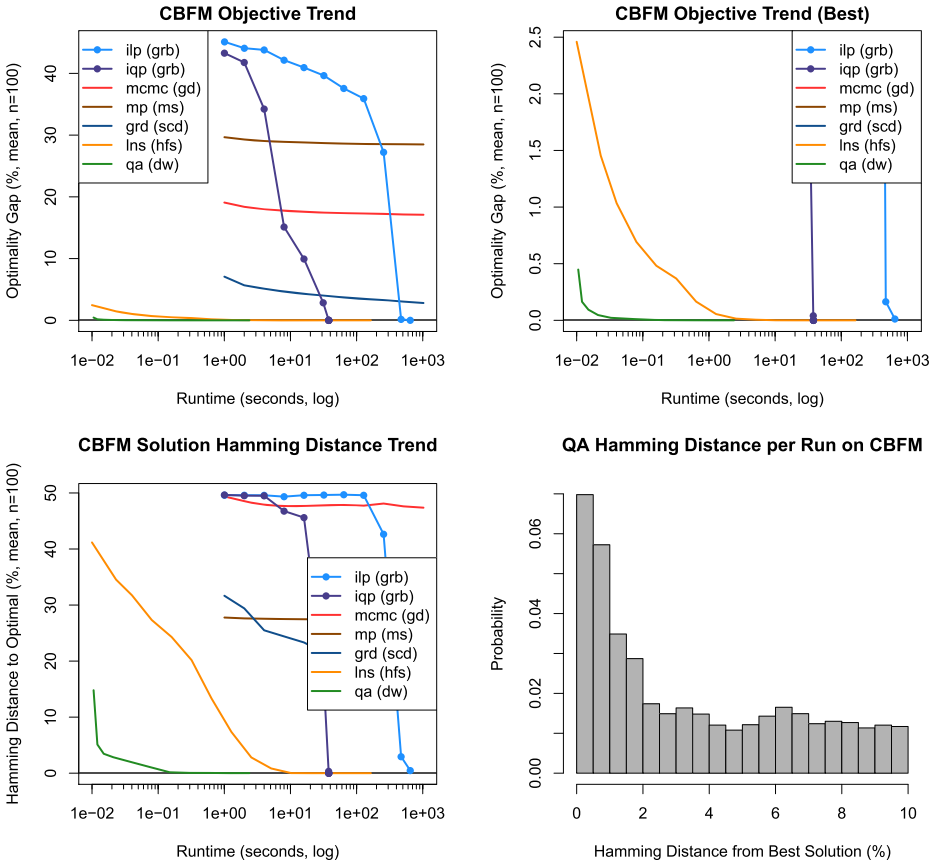 CBFM Objective Trend
Optimality Gap (%, mean, n=100)
40
30
20
10
0
ilp (grb)
iqp (grb)
mcmc (gd)
mp (ms)
grd (scd)
lns (hfs)
qa (dw)
1e−02 1e−01 1e+00 1e+01 1e+02 1e+03
Runtime (seconds, log)
CBFM Objective Trend (Best)
Optimality Gap (%, mean, n=100)
2.5
2.0
1.5
1.0
0.5
0.0
ilp (grb)
iqp (grb)
mcmc (gd)
mp (ms)
grd (scd)
lns (hfs)
qa (dw)
1e−02 1e−01 1e+00 1e+01 1e+02 1e+03
Runtime (seconds, log)
CBFM Solution Hamming Distance Trend
Hamming Distance to Optimal (%, mean, n=100)
50
40
30
20
10
0
ilp (grb)
iqp (grb)
mcmc (gd)
mp (ms)
grd (scd)
lns (hfs)
qa (dw)
1e−02 1e−01 1e+00 1e+01 1e+02 1e+03
Runtime (seconds, log)
QA Hamming Distance per Run on CBFM
Probability
0.06
0.04
0.02
0.00
0 2 4 6 8 10
Hamming Distance from Best Solution (%)